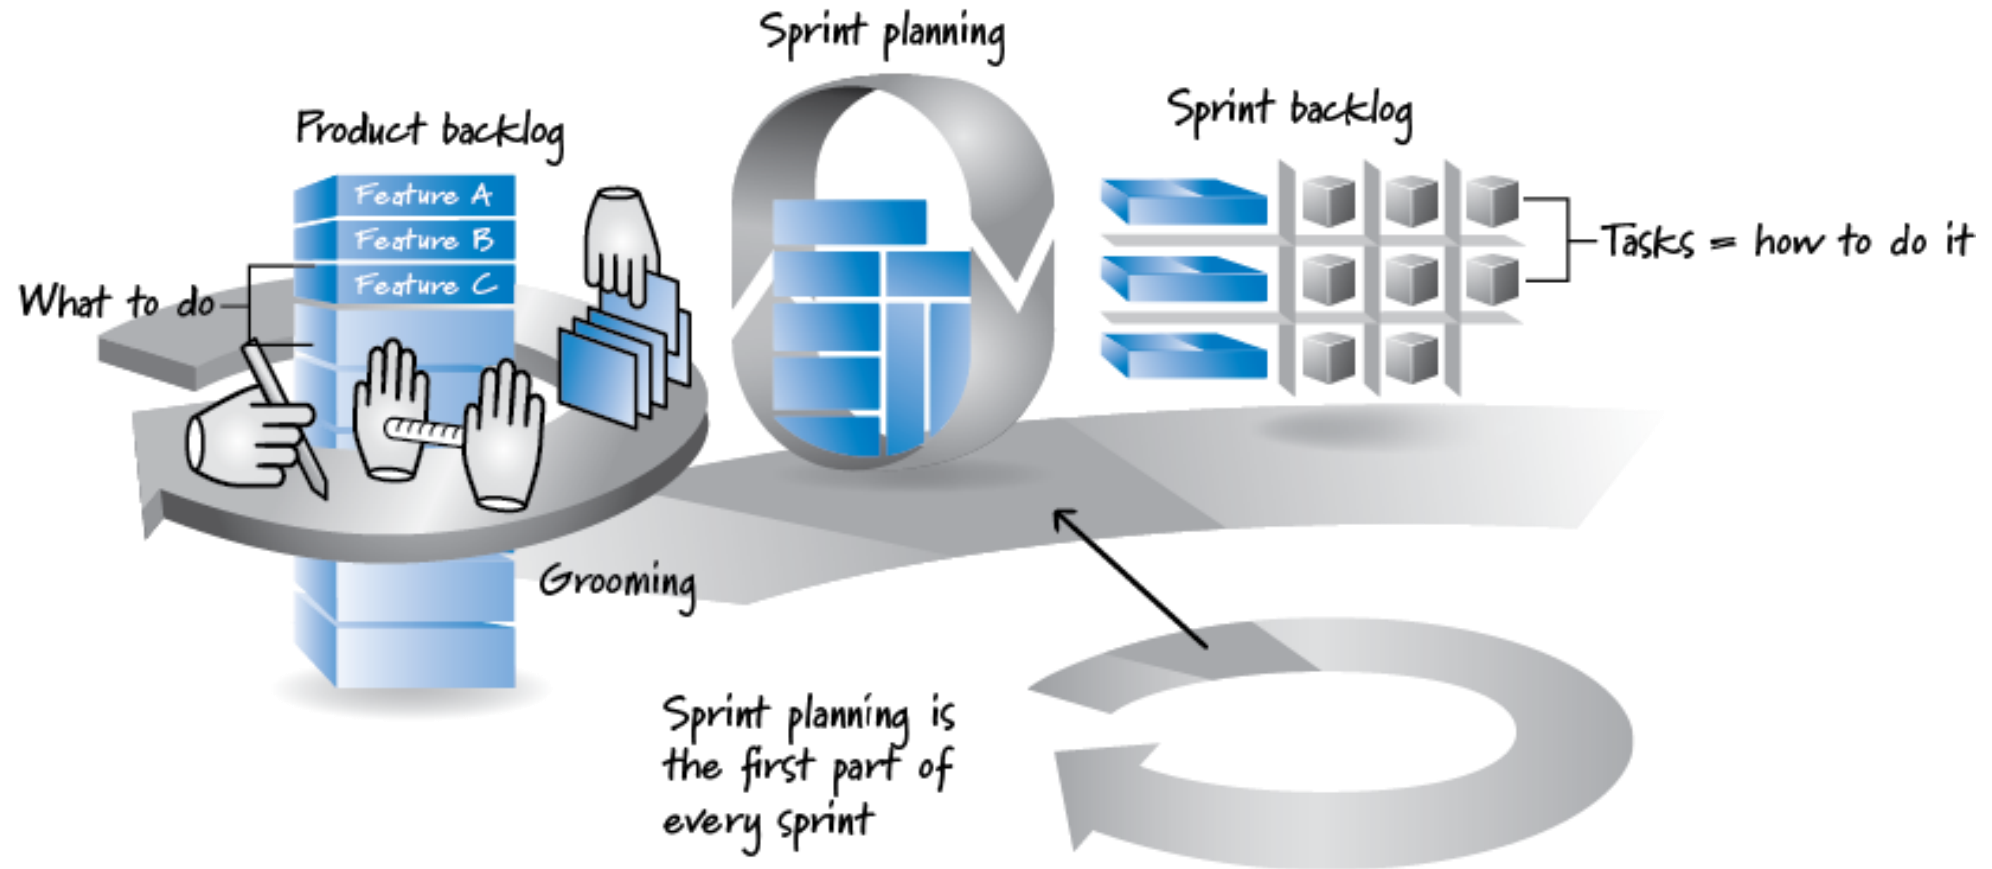 Sprint planning
Product backlog
Sprint backlog
Feature A
Feature B
Feature C
What to do
Tasks = how to do it
Grooming
Sprint planning is
the first part of
every sprint